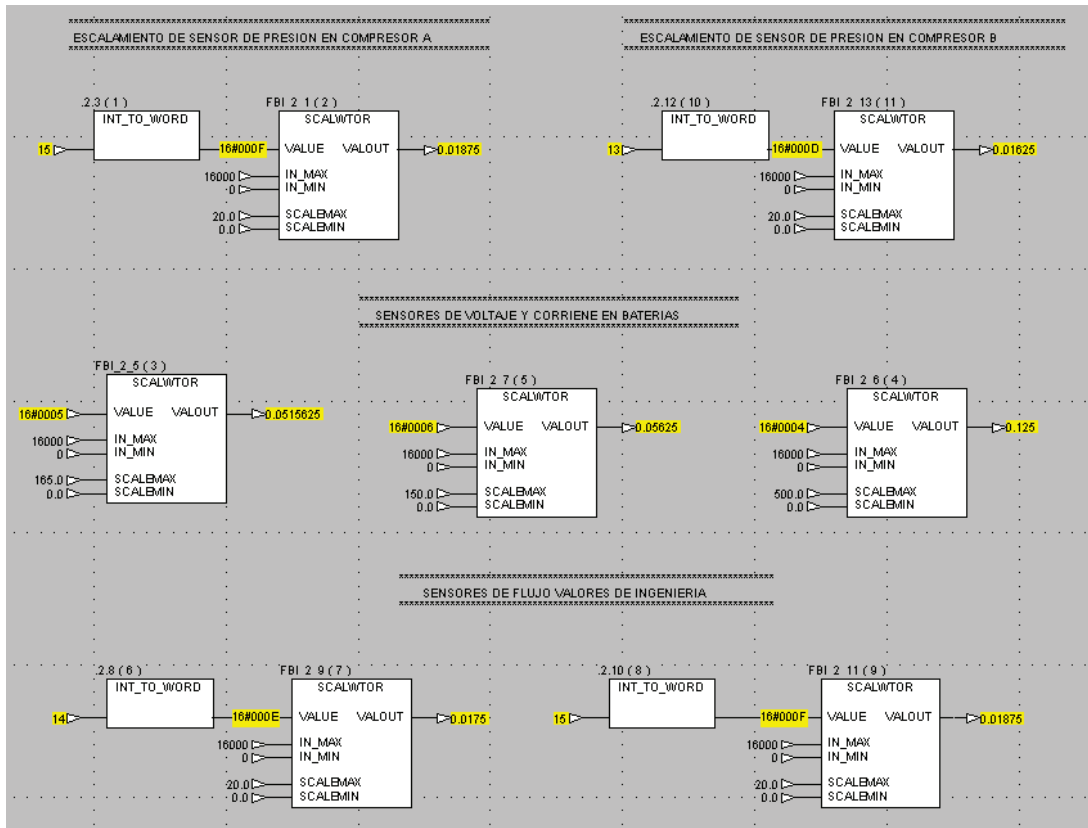 ESCALAMIENTO DE SENSOR DE PRESION EN COMPRESOR A
.2.3 ( 1 )
INT_TO_WORD
15
16#000F
FBI 2 1 ( 2 )
SCALWTOR
VALUE VALOUT
0.01875
16000 IN_MAX
0 IN_MIN
20.0 SCALEMAX
0.0 SCALEMIN
ESCALAMIENTO DE SENSOR DE PRESION EN COMPRESOR B
.2.12 ( 10 )
INT_TO_WORD
13
16#000D
FBI 2 13 ( 11 )
SCALWTOR
VALUE VALOUT
0.01625
16000 IN_MAX
0 IN_MIN
20.0 SCALEMAX
0.0 SCALEMIN
SENSORES DE VOLTAJE Y CORRIENE EN BATERIAS
FBI_2_5 ( 3 )
SCALWTOR
16#0005 VALUE VALOUT 0.0515625
16000 IN_MAX
0 IN_MIN
165.0 SCALEMAX
0.0 SCALEMIN
FBI 2 7 ( 5 )
SCALWTOR
16#0006 VALUE VALOUT 0.05625
16000 IN_MAX
0 IN_MIN
150.0 SCALEMAX
0.0 SCALEMIN
FBI 2 6 ( 4 )
SCALWTOR
16#0004 VALUE VALOUT 0.125
16000 IN_MAX
0 IN_MIN
500.0 SCALEMAX
0.0 SCALEMIN
SENSORES DE FLUJO VALORES DE INGENIERIA
.2.8 ( 6 )
INT_TO_WORD
14
16#000E
FBI 2 9 ( 7 )
SCALWTOR
VALUE VALOUT
0.0175
16000 IN_MAX
0 IN_MIN
20.0 SCALEMAX
0.0 SCALEMIN
.2.10 ( 8 )
INT_TO_WORD
15
16#000F
FBI 2 11 ( 9 )
SCALWTOR
VALUE VALOUT
0.01875
16000 IN_MAX
0 IN_MIN
20.0 SCALEMAX
0.0 SCALEMIN